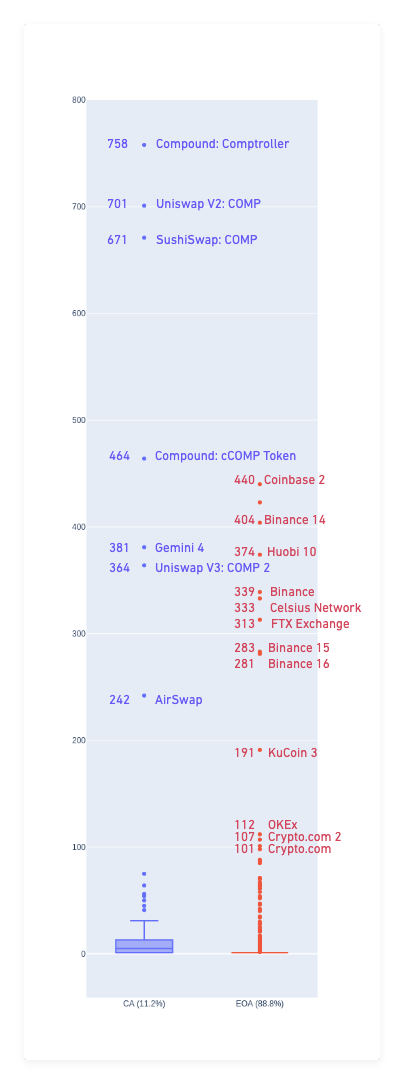 800
758 Compound: Comptroller
701 Uniswap V2: COMP
700
671 SushiSwap: COMP
600
500
464 Compound: cCOMP Token
440 Coinbase 2
404 Binance 14
400
381 Gemini 4
374 Huobi 10
364 Uniswap V3: COMP 2
339 Binance
333 Celsius Network
313 FTX Exchange
300
283 Binance 15
281 Binance 16
242 AirSwap
200
191 KuCoin 3
112 OKEx
107 Crypto.com 2
101 Crypto.com
100
0
CA (11.2%) EOA (88.8%)